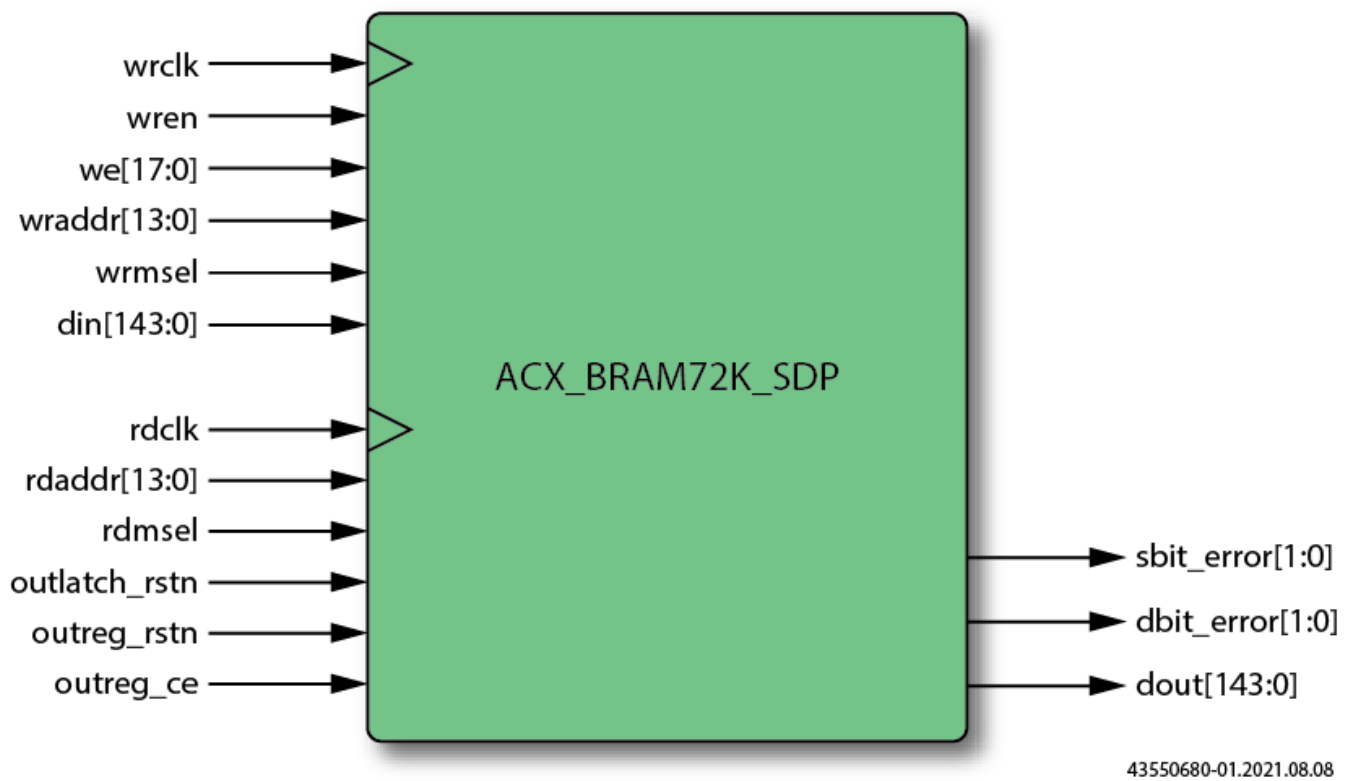 wrclk
wren
we[17:0]
wraddr[13:0]
wrmsel
din[143:0]
ACX_BRAM72K_SDP
rdclk
rdaddr[13:0]
rdmsel
outlatch_rstn
outreg_rstn
outreg_ce
sbit_error[1:0]
dbit_error[1:0]
dout[143:0]
43550680-01.2021.08.08